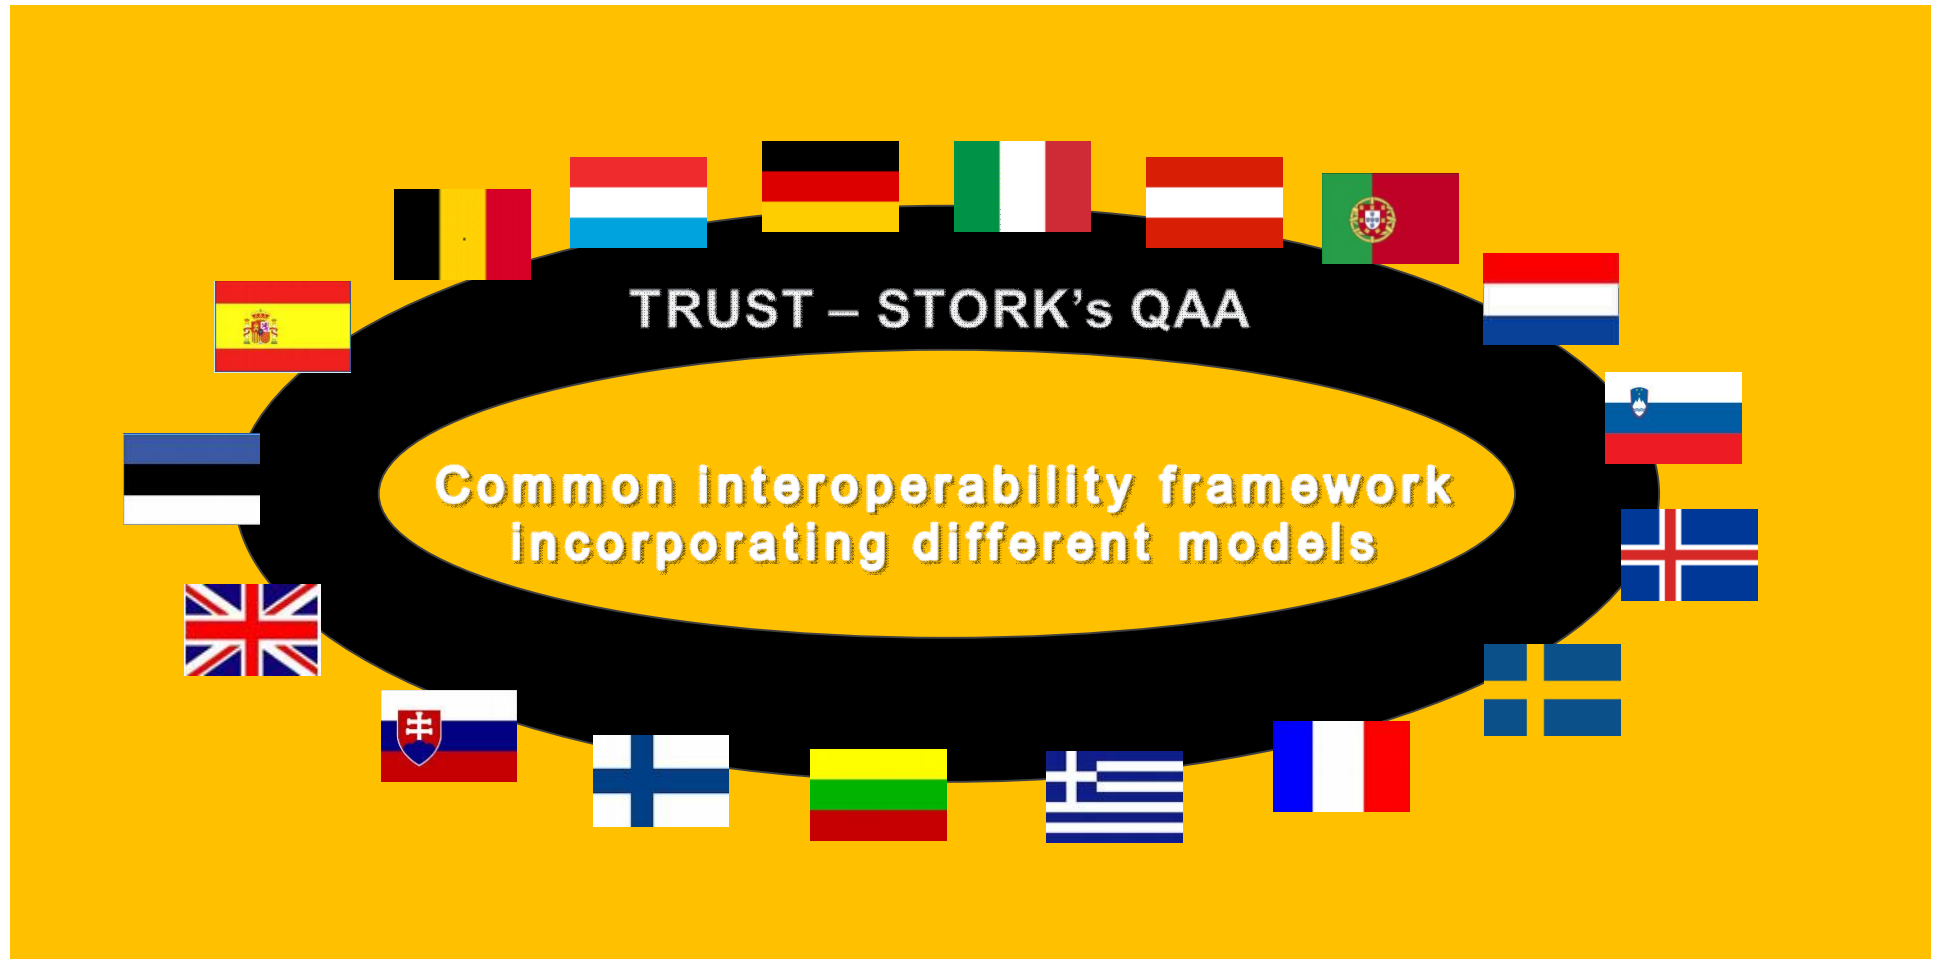 TRUST – STORK’s QAA
Common interoperability framework
incorporating different models